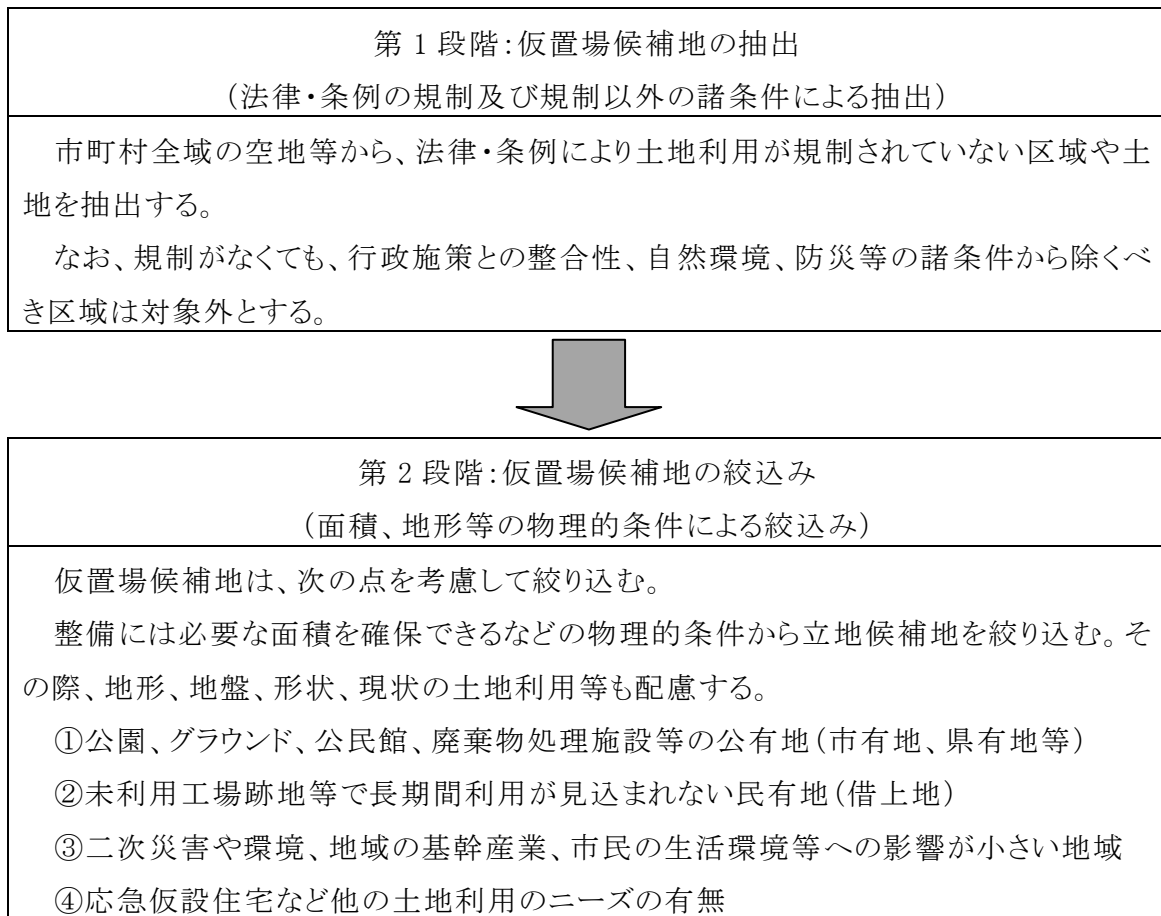 第 1 段階:仮置場候補地の抽出
(法律・条例の規制及び規制以外の諸条件による抽出)
市町村全域の空地等から、法律・条例により土地利用が規制されていない区域や土
地を抽出する。
なお、規制がなくても、行政施策との整合性、自然環境、防災等の諸条件から除くべ
き区域は対象外とする。
第 2 段階:仮置場候補地の絞込み
(面積、地形等の物理的条件による絞込み)
仮置場候補地は、次の点を考慮して絞り込む。
整備には必要な面積を確保できるなどの物理的条件から立地候補地を絞り込む。そ
の際、地形、地盤、形状、現状の土地利用等も配慮する。
①公園、グラウンド、公民館、廃棄物処理施設等の公有地(市有地、県有地等)
②未利用工場跡地等で長期間利用が見込まれない民有地(借上地)
③二次災害や環境、地域の基幹産業、市民の生活環境等への影響が小さい地域
④応急仮設住宅など他の土地利用のニーズの有無